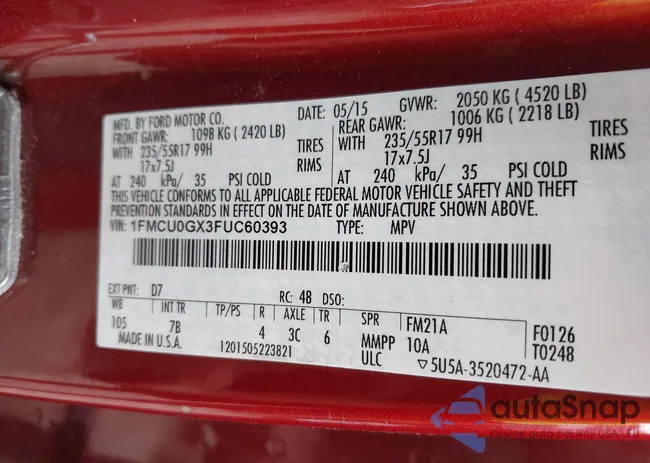 MFD. BY FORD MOTOR CO.
DATE: 05/15 GVWR: 2050 KG ( 4520 LB)
FRONT GAWR: 1098 KG ( 2420 LB) REAR GAWR: 1006 KG ( 2218 LB)
WITH 235/55R17 99H TIRES WITH 235/55R17 99H TIRES
17x7.5J RIMS 17x7.5J RIMS
AT 240 kPa/ 35 PSI COLD AT 240 kPa/ 35 PSI COLD
THIS VEHICLE CONFORMS TO ALL APPLICABLE FEDERAL MOTOR VEHICLE SAFETY AND THEFT
PREVENTION STANDARDS IN EFFECT ON THE DATE OF MANUFACTURE SHOWN ABOVE.
VIN: 1FMCU0GX3FUC60393 TYPE: MPV
EXT PNT: D7 RC: 48 DSO:
WB INT TR TP/PS R AXLE TR SPR FM21A F0126
105 7B 4 3C 6 MMPP 10A T0248
MADE IN U.S.A. 1201505223821 ULC ▽5U5A-3520472-AA
autoSnap